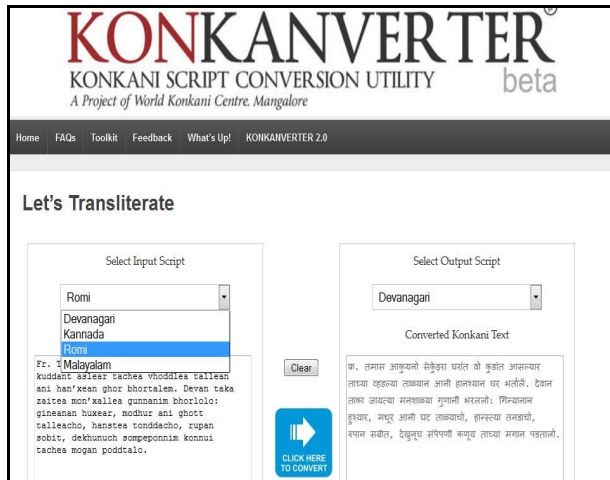 KONKANVERTER
KONKANI SCRIPT CONVERSION UTILITY
beta
A Project of World Konkani Centre, Mangalore
Home FAQs Toolkit Feedback What's Up! KONKANVERTER 2.0
Let's Transliterate
Select Input Script
Romi
Devanagari
Kannada
Romi
Malayalam
Fr.
kuddant aslear tachea vhoddlea tallean
ani han'xean ghor bhortalem. Devan taka
zaitea mon'xallea gunnanim bhorlolo:
gineanan huxear, modhur ani ghott
talleacho, hanstea tonddacho, rupan
sobit, dekhunuch sompeponnim konnui
tachea mogan poddtalo.
Clear
CLICK HERE
TO CONVERT
Select Output Script
Devanagari
Converted Konkani Text
फ्र. तमास आकुयनो सेकेइरा घरांत वो कुडांत आसल्यार
ताच्या व्हडल्या ताळ्यान आनी हान्श्यान घर भर्तालें. देवान
ताका जायत्या मनशाळ्या गुणानी भरललो: गिन्यानान
हुश्यार, मधूर आनी घट ताळ्याचो, हान्स्त्या तनडाचो,
रुपान सबीत, देखुनूच संपेपणी कणूय ताच्या मगान पडतालो.